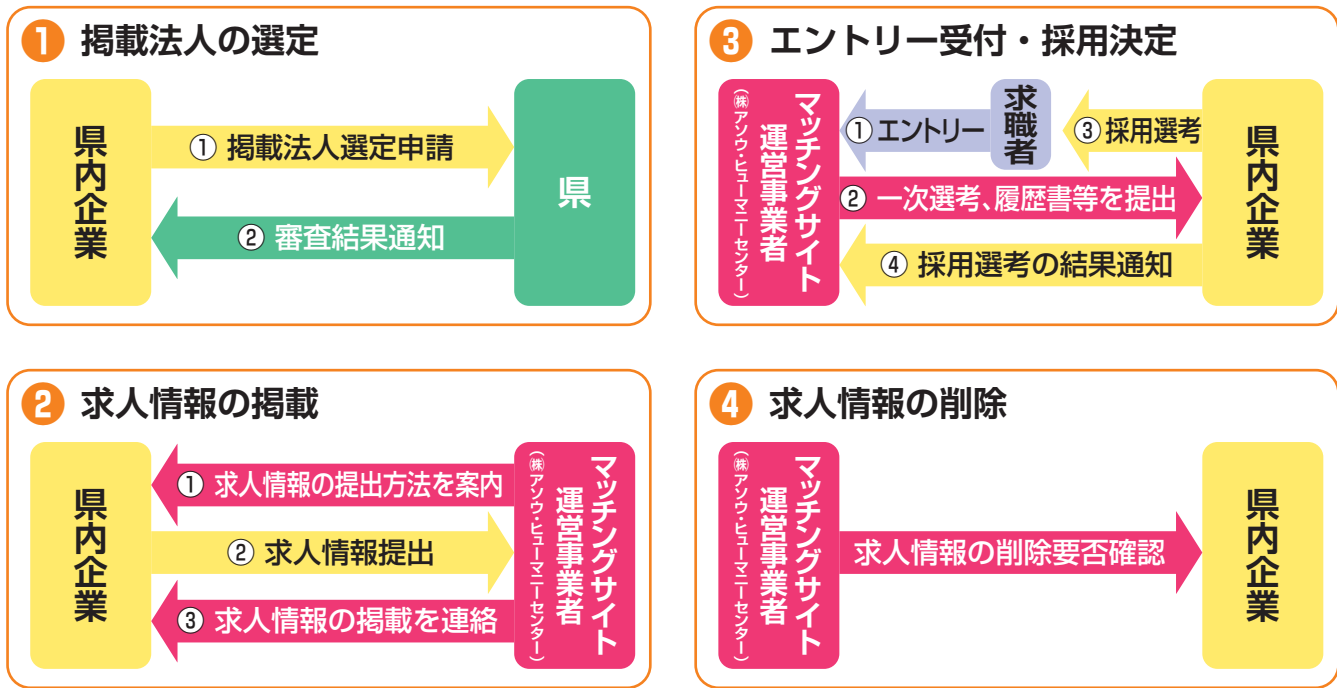 ❶ 掲載法人の選定
県内企業
① 掲載法人選定申請
② 審査結果通知
県
❷ 求人情報の掲載
県内企業
① 求人情報の提出方法を案内
② 求人情報提出
③ 求人情報の掲載を連絡
マッチングサイト
運営事業者
(㈱アソウ・ヒューマニーセンター)
❸ エントリー受付・採用決定
マッチングサイト
運営事業者
(㈱アソウ・ヒューマニーセンター)
① エントリー
求職者
③ 採用選考
② 一次選考、履歴書等を提出
④ 採用選考の結果通知
県内企業
❹ 求人情報の削除
マッチングサイト
運営事業者
(㈱アソウ・ヒューマニーセンター)
求人情報の削除要否確認
県内企業